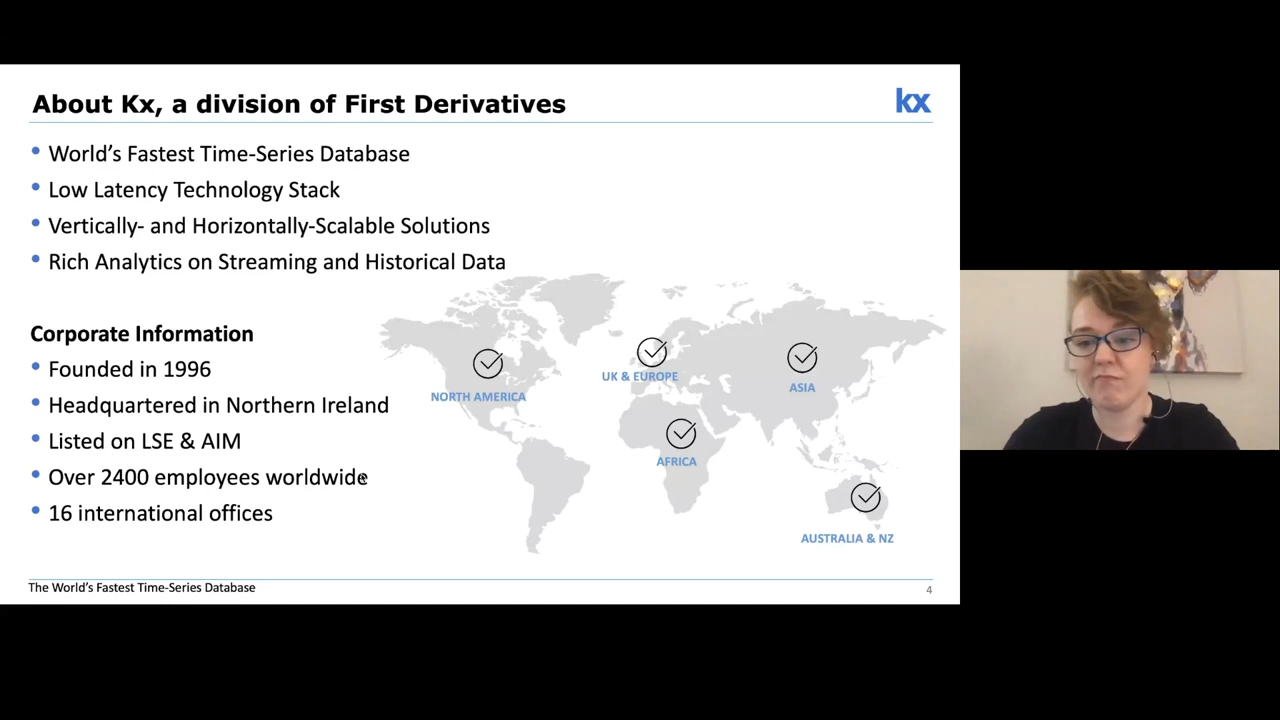 About Kx, a division of First Derivatives
kx
• World's Fastest Time-Series Database
• Low Latency Technology Stack
• Vertically- and Horizontally-Scalable Solutions
• Rich Analytics on Streaming and Historical Data
Corporate Information
• Founded in 1996
• Headquartered in Northern Ireland
• Listed on LSE & AIM
• Over 2400 employees worldwide
• 16 international offices
NORTH AMERICA
UK & EUROPE
ASIA
AFRICA
AUSTRALIA & NZ
The World's Fastest Time-Series Database
4